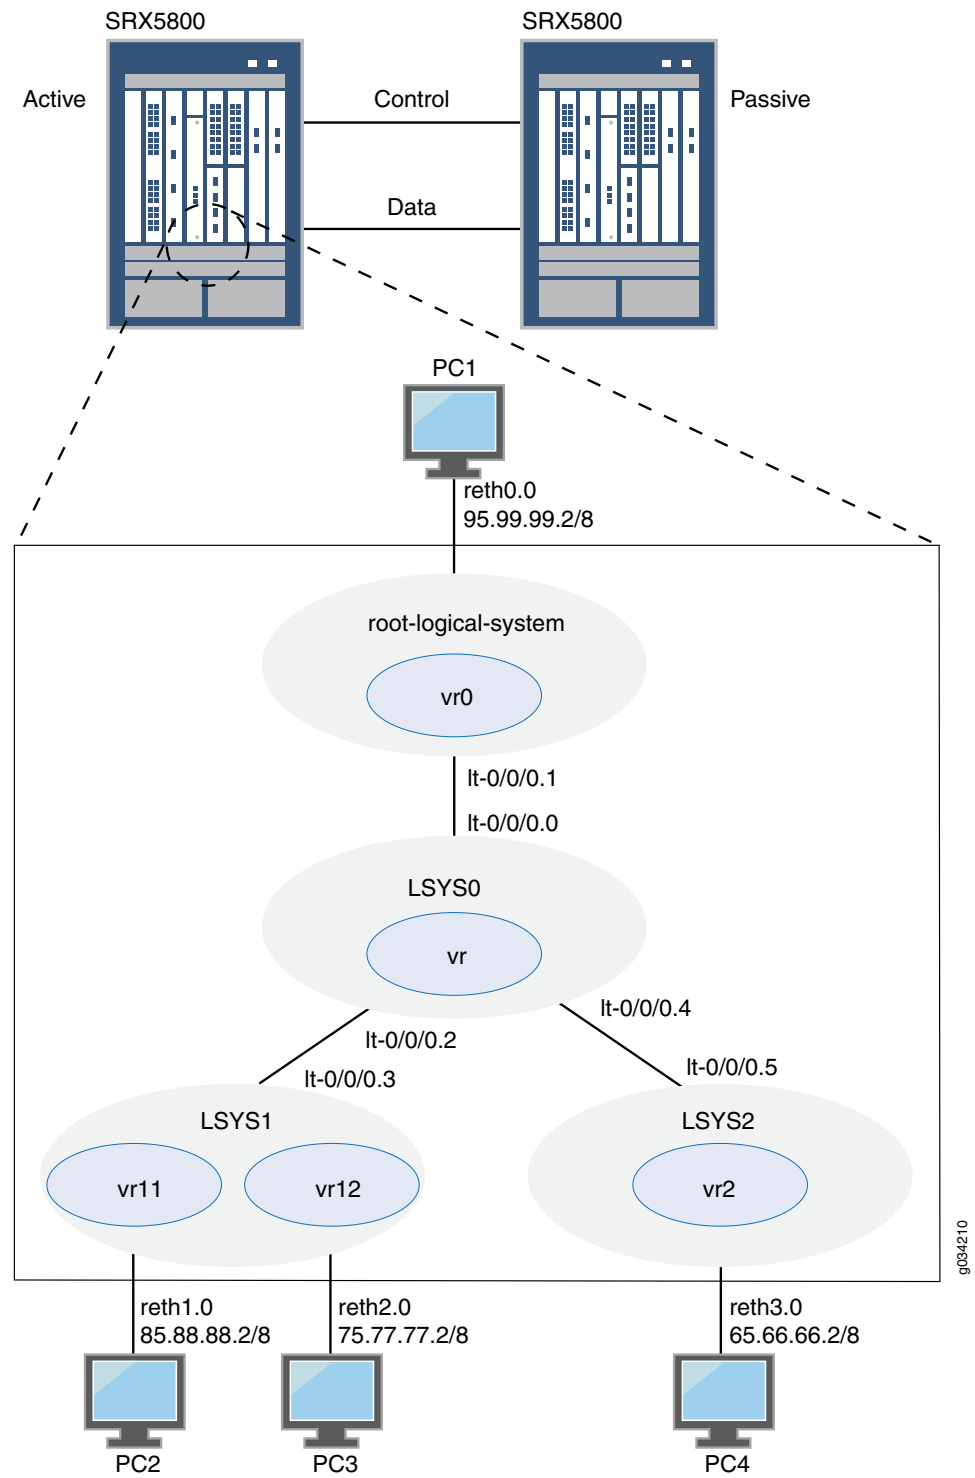 SRX5800
SRX5800
Active
Control
Passive
Data
PC1
reth0.0
95.99.99.2/8
root-logical-system
vr0
lt-0/0/0.1
lt-0/0/0.0
LSYS0
vr
lt-0/0/0.4
lt-0/0/0.2
lt-0/0/0.5
lt-0/0/0.3
LSYS1
LSYS2
vr11
vr12
vr2
g034210
reth1.0
85.88.88.2/8
reth2.0
75.77.77.2/8
reth3.0
65.66.66.2/8
PC2
PC3
PC4